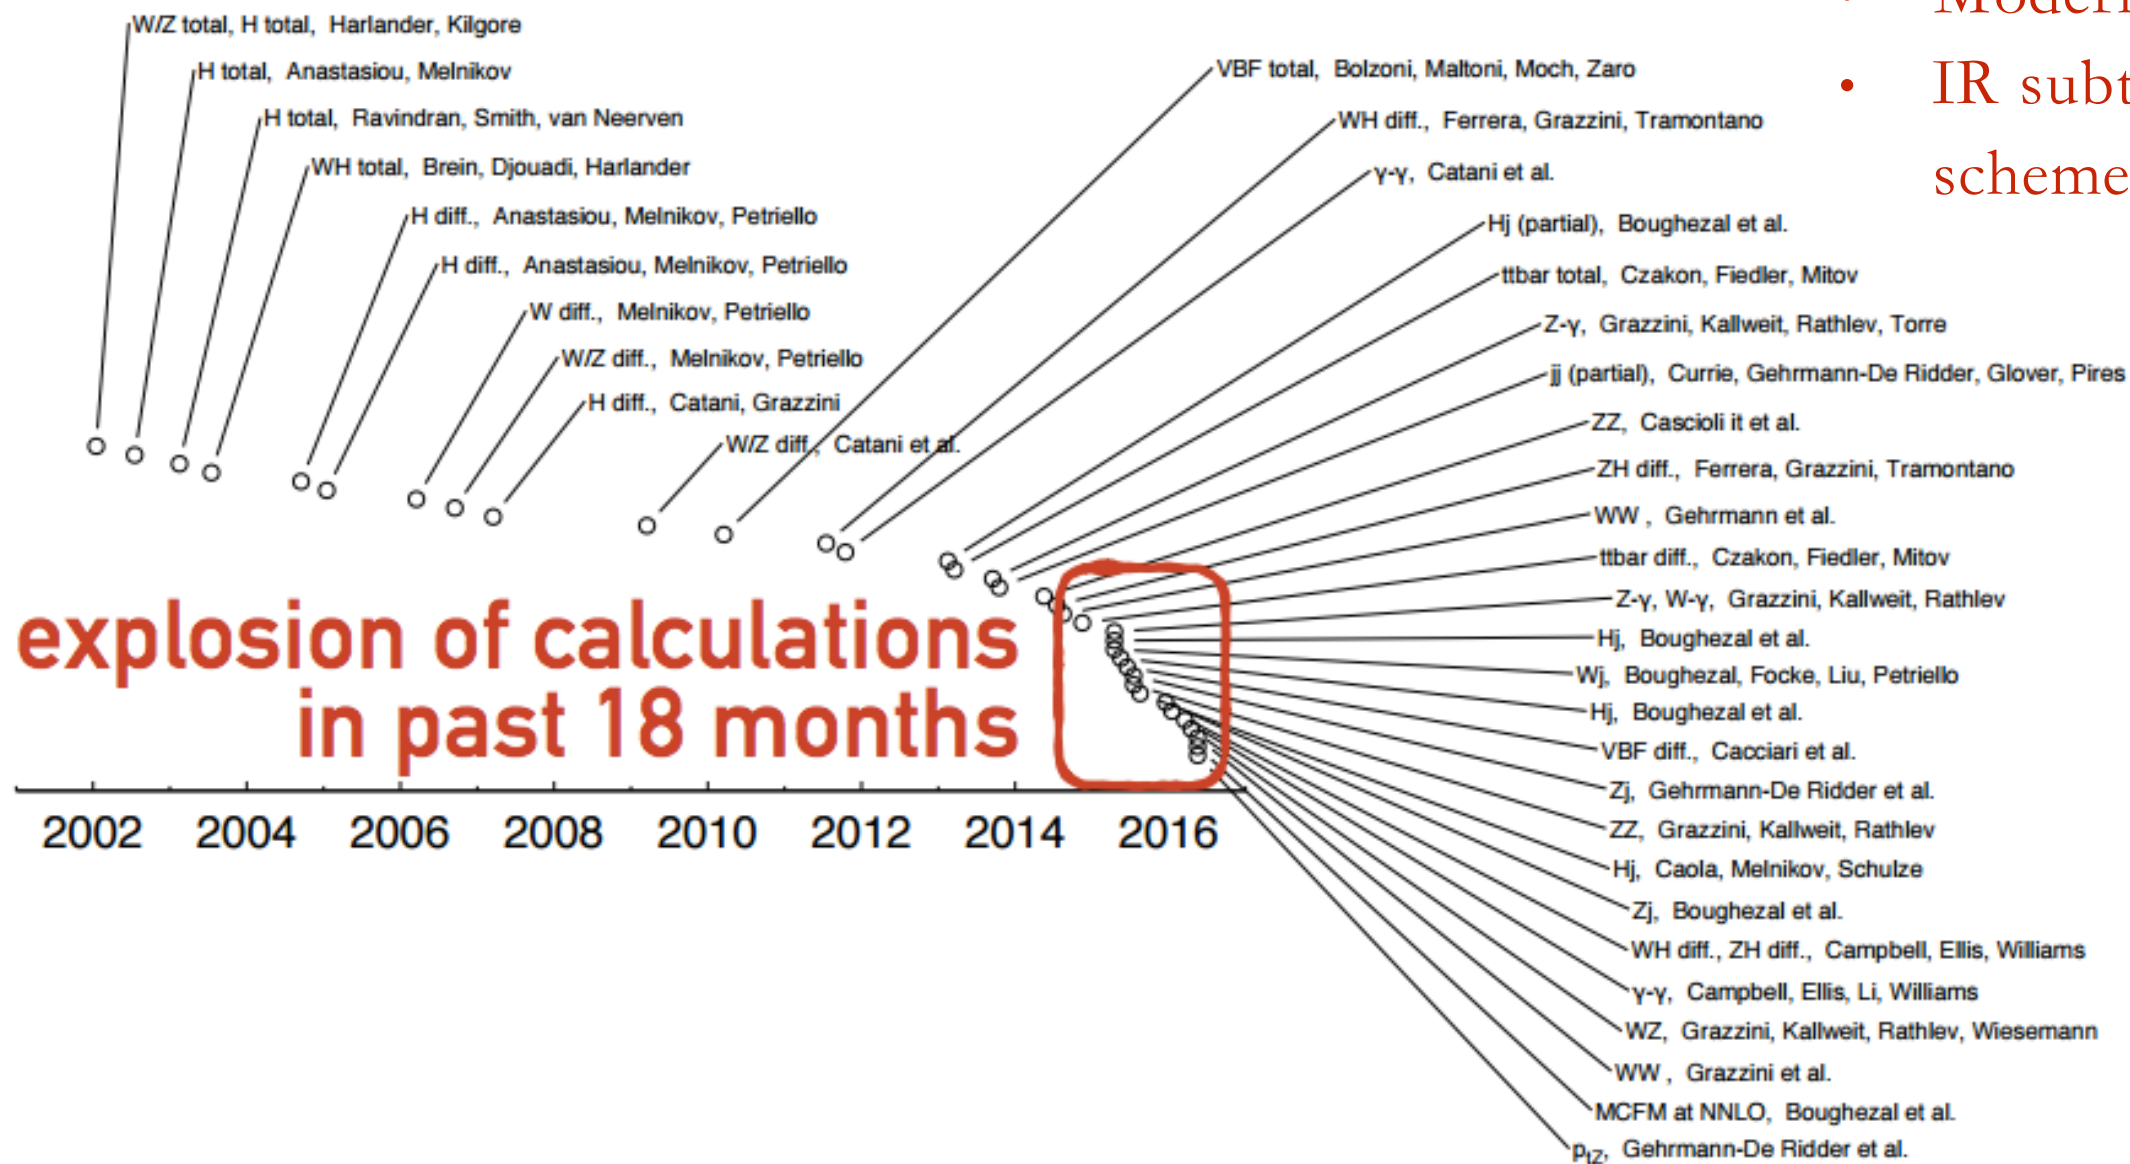 W/Z total, H total, Harlander, Kilgore
H total, Anastasiou, Melnikov
H total, Ravindran, Smith, van Neerven
WH total, Brein, Djouadi, Harlander
H diff., Anastasiou, Melnikov, Petriello
H diff., Anastasiou, Melnikov, Petriello
W diff., Melnikov, Petriello
W/Z diff., Melnikov, Petriello
H diff., Catani, Grazzini
W/Z diff., Catani et al.
VBF total, Bolzoni, Maltoni, Moch, Zaro
WH diff., Ferrera, Grazzini, Tramontano
γ-γ, Catani et al.
Hj (partial), Boughezal et al.
ttbar total, Czakon, Fiedler, Mitov
Z-γ, Grazzini, Kallweit, Rathlev, Torre
jj (partial), Currie, Gehrmann-De Ridder, Glover, Pires
ZZ, Cascioli it et al.
ZH diff., Ferrera, Grazzini, Tramontano
WW , Gehrmann et al.
ttbar diff., Czakon, Fiedler, Mitov
Z-γ, W-γ, Grazzini, Kallweit, Rathlev
Hj, Boughezal et al.
Wj, Boughezal, Focke, Liu, Petriello
Hj, Boughezal et al.
VBF diff., Cacciari et al.
Zj, Gehrmann-De Ridder et al.
ZZ, Grazzini, Kallweit, Rathlev
Hj, Caola, Melnikov, Schulze
Zj, Boughezal et al.
WH diff., ZH diff., Campbell, Ellis, Williams
γ-γ, Campbell, Ellis, Li, Williams
WZ, Grazzini, Kallweit, Rathlev, Wiesemann
WW , Grazzini et al.
MCFM at NNLO, Boughezal et al.
ptZ, Gehrmann-De Ridder et al.
explosion of calculations
in past 18 months
2002 2004 2006 2008 2010 2012 2014 2016
• IR subt
scheme